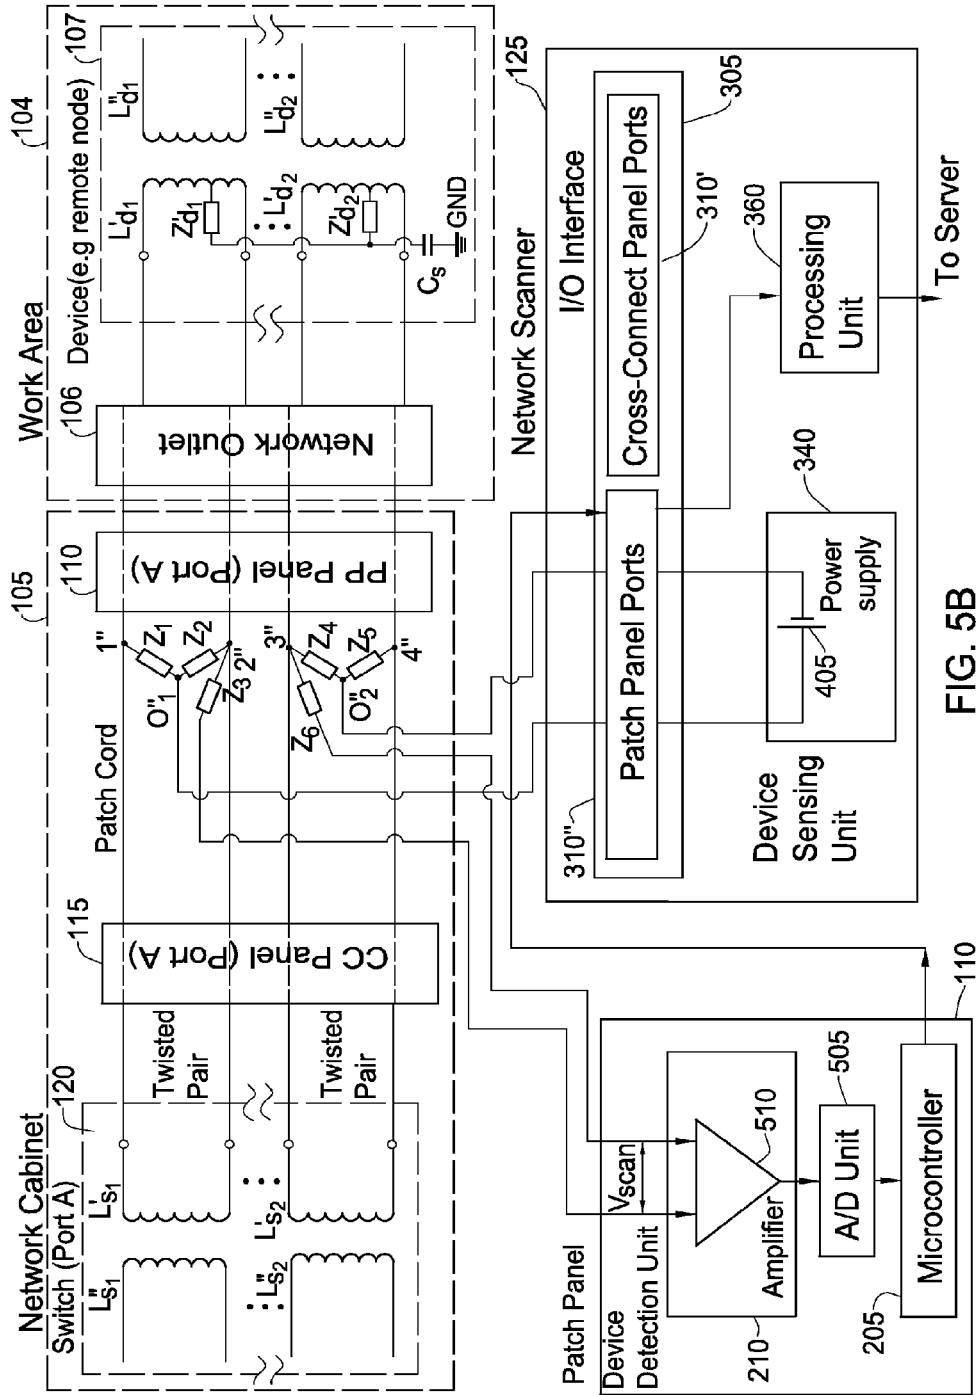 Network Cabinet
105
Switch (Port A)
120
L"s1
L's1
L"s2
L's2
Twisted
Pair
Twisted
Pair
115
CC Panel (Port A)
Patch Cord
1"
Z1
Z2
O"1
Z3
2"
3"
Z4
Z5
O"2
Z6
4"
110
PP Panel (Port A)
Work Area
104
106
Network Outlet
Device(e.g remote node)
107
L'd1
L"d1
Z'd1
L'd2
L"d2
Z'd2
Cs
GND
Patch Panel
Device
Detection Unit
110
Vscan
510
Amplifier
210
A/D Unit
505
Microcontroller
205
Network Scanner
125
I/O Interface
310"
Patch Panel Ports
Cross-Connect Panel Ports
310'
305
Device
Sensing
Unit
Power
supply
405
340
Processing
Unit
360
To Server
FIG. 5B